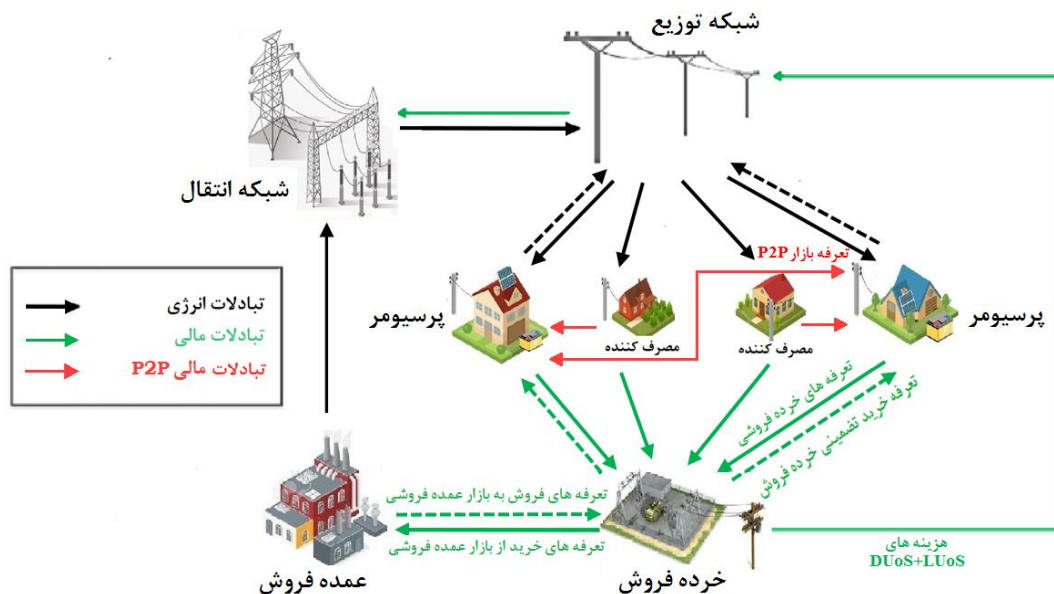 شبکه توزیع
شبکه انتقال
تعرفه بازار P2P
پرسیومر
پرسیومر
مصرف کننده
مصرف کننده
تبادلات انرژی
تبادلات مالی
تبادلات مالی P2P
تعرفه های خرده فروشی
تعرفه خرید تضمینی خرده فروش
تعرفه های فروش به بازار عمده فروشی
تعرفه های خرید از بازار عمده فروشی
هزینه های
DUoS+LUoS
عمده فروش
خرده فروش